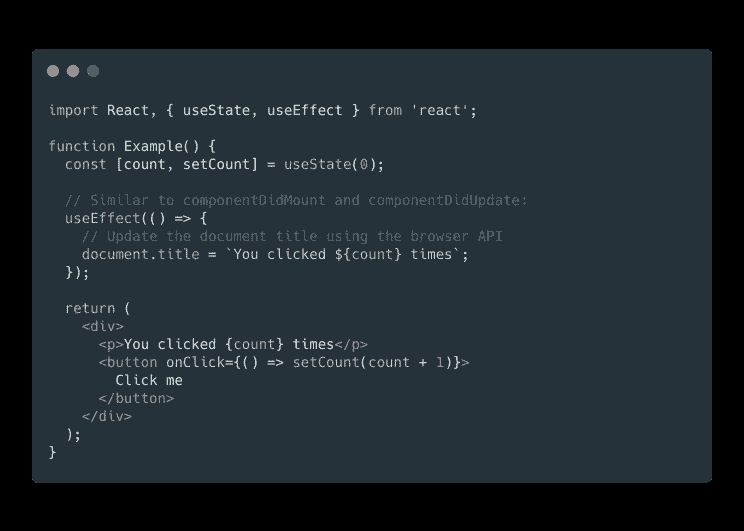 import React, { useState, useEffect } from 'react';
function Example() {
const [count, setCount] = useState(0);
// Similar to componentDidMount and componentDidUpdate:
useEffect(() => {
// Update the document title using the browser API
document.title = `You clicked ${count} times`;
});
return (
<div>
<p>You clicked {count} times</p>
<button onClick={() => setCount(count + 1)}>
Click me
</button>
</div>
);
}